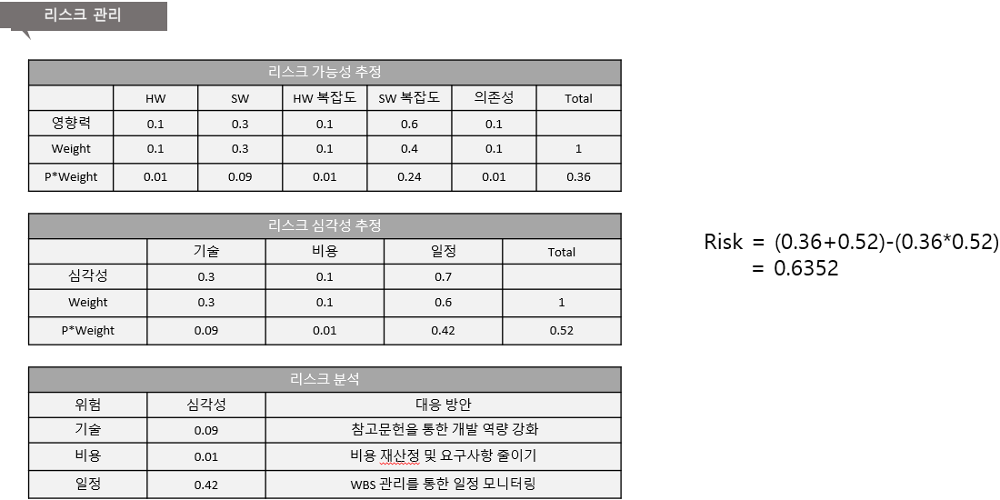 리스크 관리
리스크 가능성 추정
HW SW HW 복잡도 SW 복잡도 의존성 Total
영향력 0.1 0.3 0.1 0.6 0.1
Weight 0.1 0.3 0.1 0.4 0.1 1
P*Weight 0.01 0.09 0.01 0.24 0.01 0.36
리스크 심각성 추정
기술 비용 일정 Total
심각성 0.3 0.1 0.7
Weight 0.3 0.1 0.6 1
P*Weight 0.09 0.01 0.42 0.52
Risk = (0.36+0.52)-(0.36*0.52)
= 0.6352
리스크 분석
위험 심각성 대응 방안
기술 0.09 참고문헌을 통한 개발 역량 강화
비용 0.01 비용 재산정 및 요구사항 줄이기
일정 0.42 WBS 관리를 통한 일정 모니터링